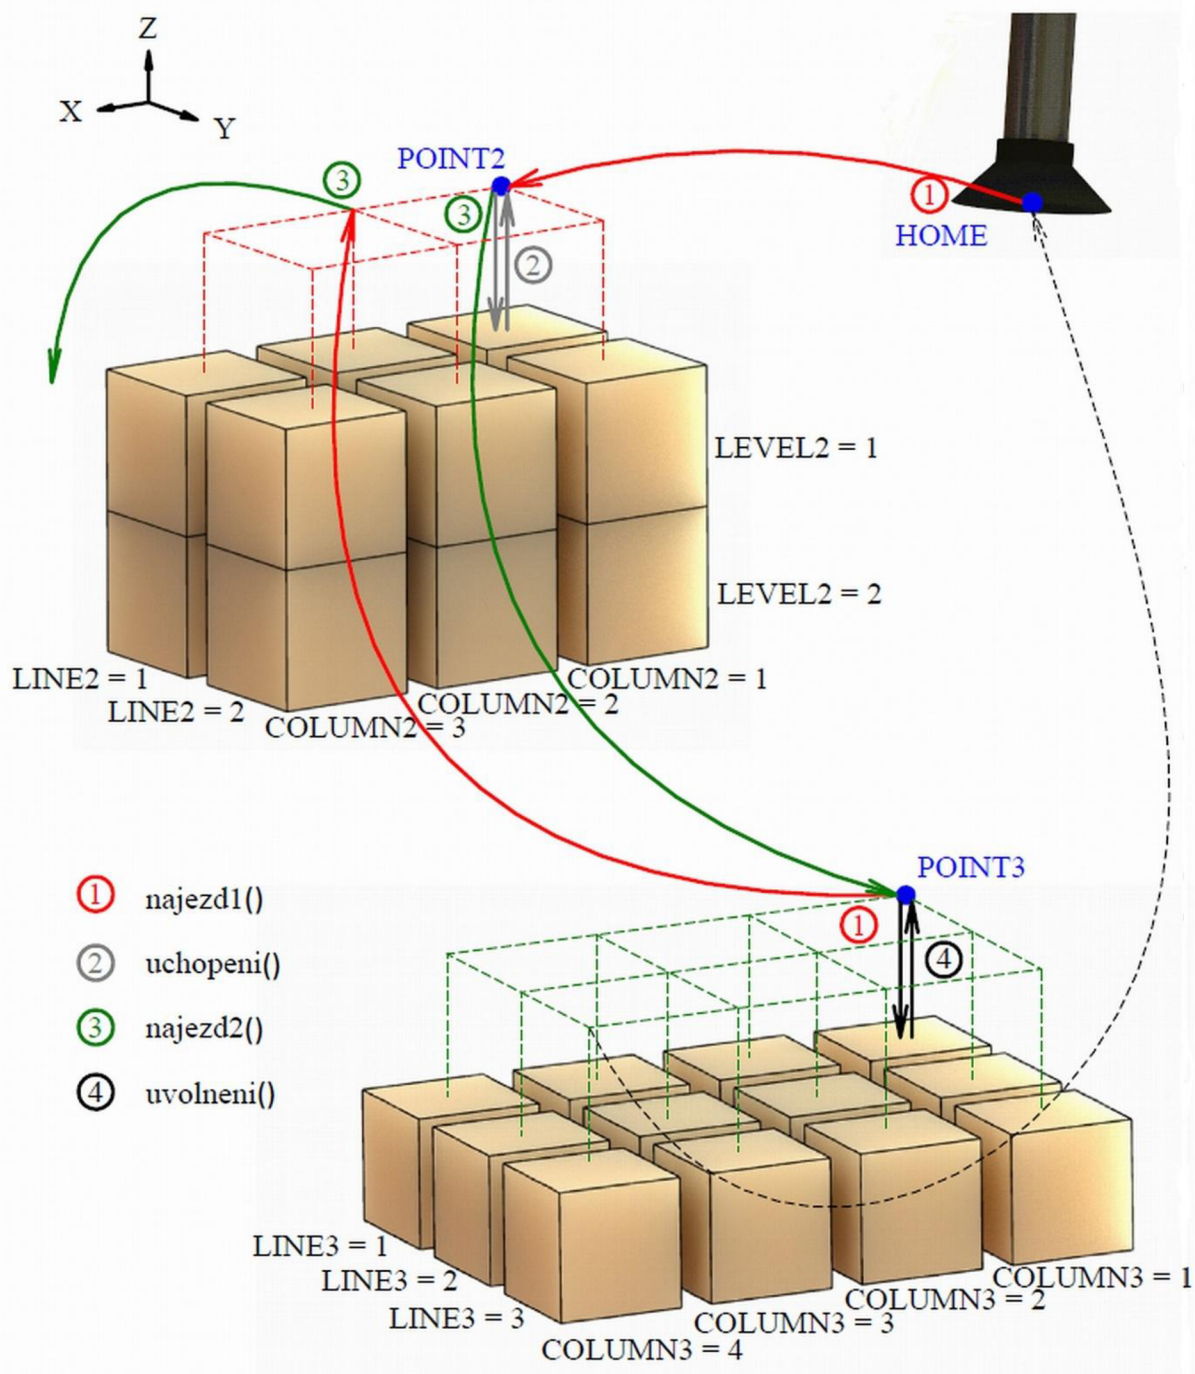 Z
X
Y
POINT2
3
3
1
HOME
2
LEVEL2 = 1
LEVEL2 = 2
LINE2 = 1
LINE2 = 2
COLUMN2 = 1
COLUMN2 = 2
COLUMN2 = 3
POINT3
1 najezd1()
2 uchopeni()
3 najezd2()
4 uvolneni()
1
4
LINE3 = 1
LINE3 = 2
LINE3 = 3
COLUMN3 = 1
COLUMN3 = 2
COLUMN3 = 3
COLUMN3 = 4